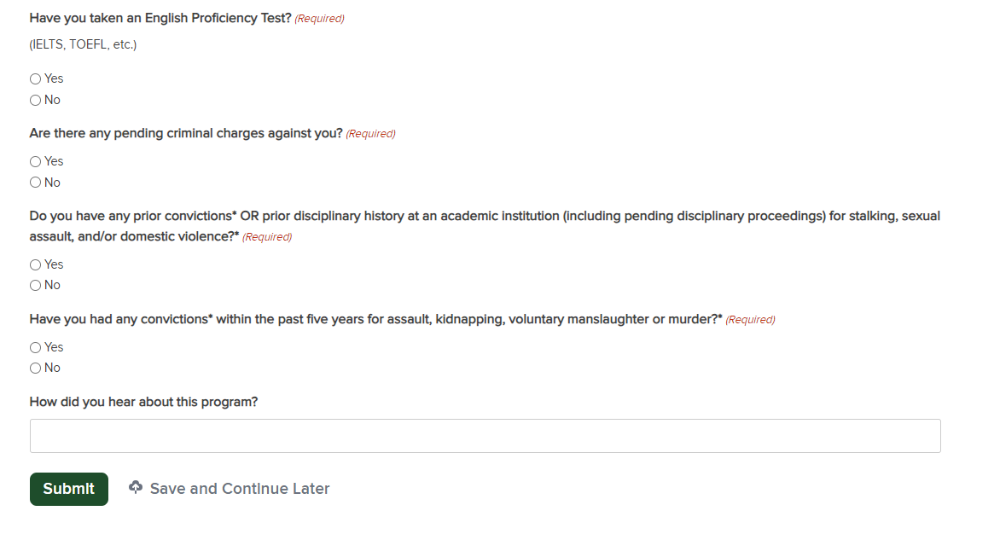 Have you taken an English Proficiency Test? (Required)
(IELTS, TOEFL, etc.)
Yes
No
Are there any pending criminal charges against you? (Required)
Yes
No
Do you have any prior convictions* OR prior disciplinary history at an academic institution (including pending disciplinary proceedings) for stalking, sexual
assault, and/or domestic violence?* (Required)
Yes
No
Have you had any convictions* within the past five years for assault, kidnapping, voluntary manslaughter or murder?* (Required)
Yes
No
How did you hear about this program?
Submit Save and Continue Later